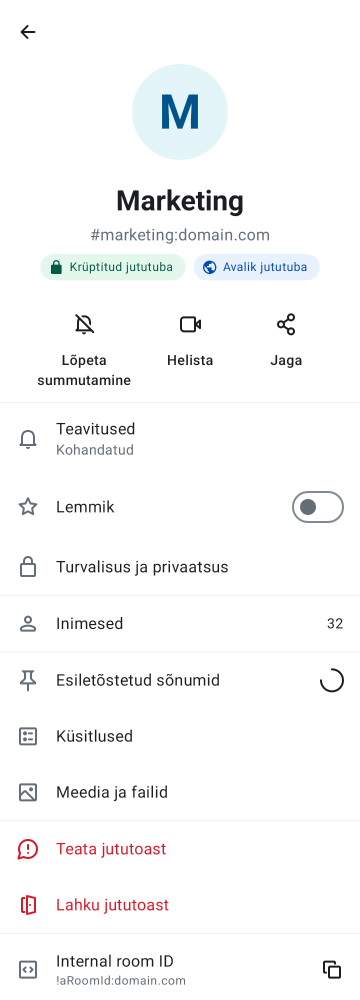 M
Marketing
#marketing:domain.com
Krüptitud jututuba
Avalik jututuba
Lõpeta
summutamine
Helista
Jaga
Teavitused
Kohandatud
Lemmik
Turvalisus ja privaatsus
Inimesed
32
Esiletõstetud sõnumid
Küsitlused
Meedia ja failid
Teata jututoast
Lahku jututoast
Internal room ID
!aRoomId:domain.com